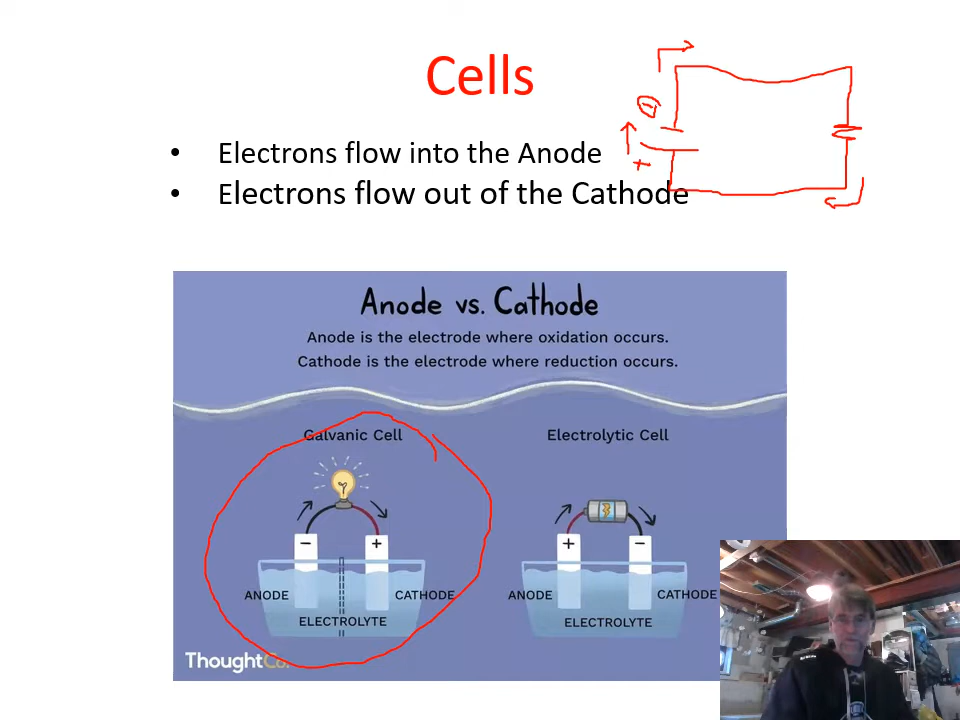 Cells
• Electrons flow into the Anode
• Electrons flow out of the Cathode
Anode vs. Cathode
Anode is the electrode where oxidation occurs.
Cathode is the electrode where reduction occurs.
Galvanic Cell
Electrolytic Cell
− +
+ −
ANODE CATHODE
ELECTROLYTE
ANODE CATHODE
ELECTROLYTE
ThoughtCo